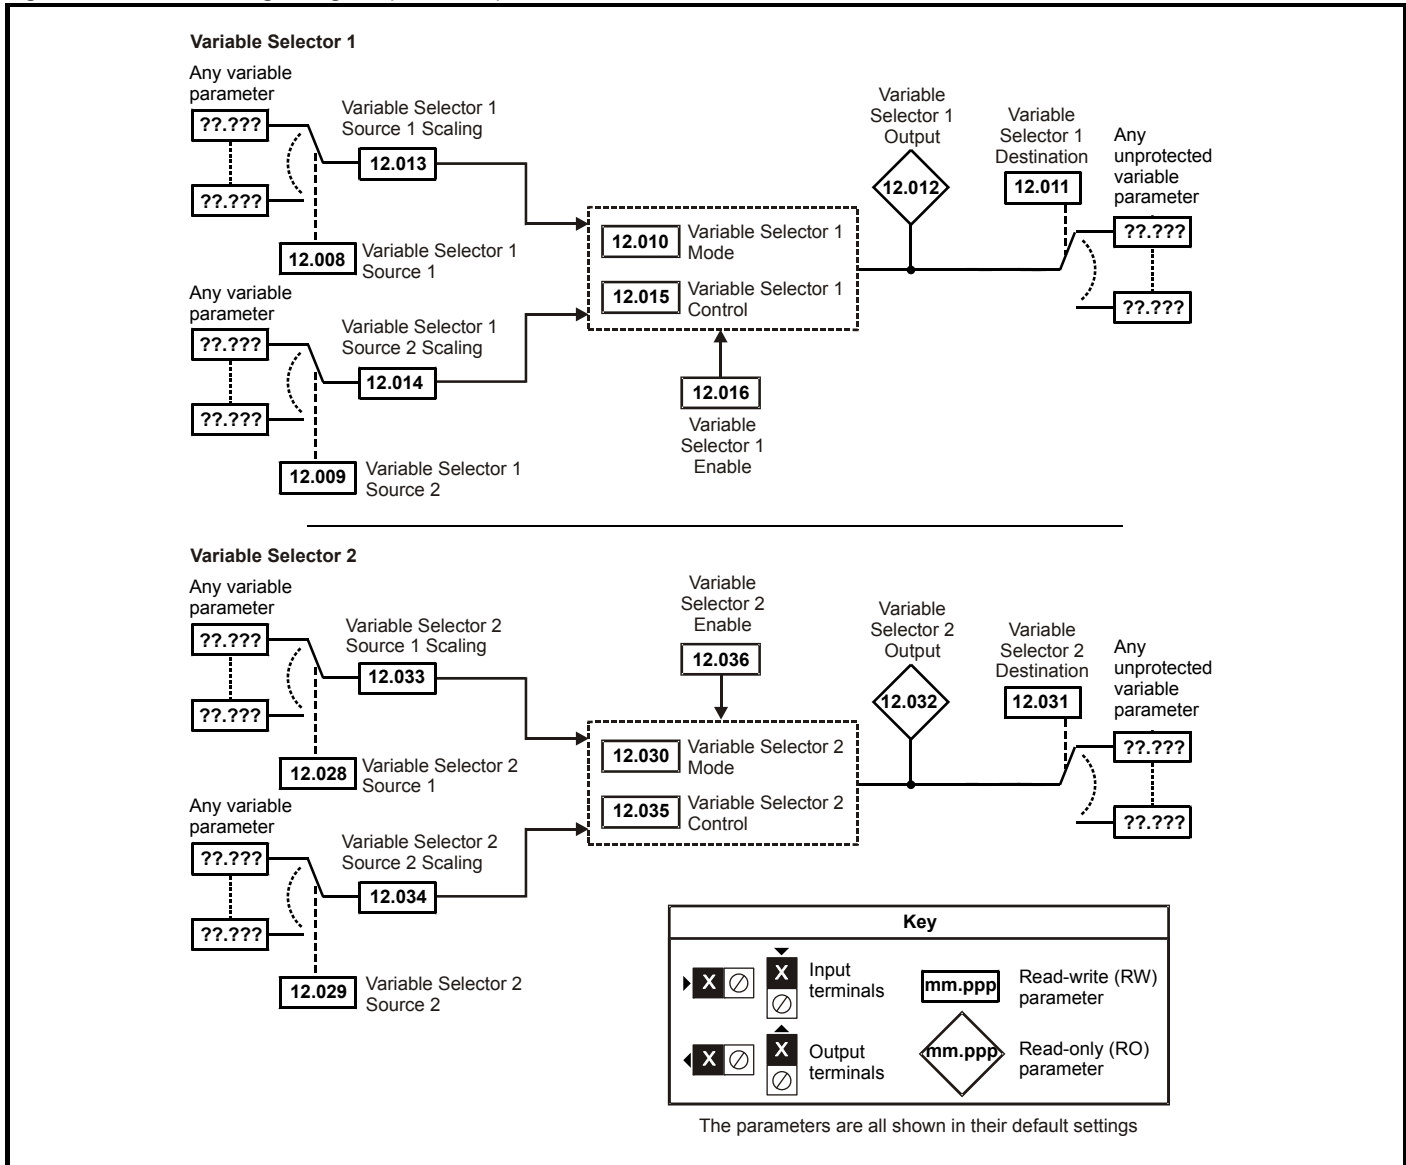 Variable Selector 1
Any variable
parameter
??.???
??.???
Variable Selector 1
Source 1 Scaling
12.013
12.008
Variable Selector 1
Source 1
Any variable
parameter
??.???
??.???
Variable Selector 1
Source 2 Scaling
12.014
12.009
Variable Selector 1
Source 2
12.010
Variable Selector 1
Mode
12.015
Variable Selector 1
Control
12.016
Variable
Selector 1
Enable
Variable
Selector 1
Output
12.012
Variable
Selector 1
Destination
12.011
Any
unprotected
variable
parameter
??.???
??.???
Variable Selector 2
Any variable
parameter
??.???
??.???
Variable Selector 2
Source 1 Scaling
12.033
12.028
Variable Selector 2
Source 1
Any variable
parameter
??.???
??.???
Variable Selector 2
Source 2 Scaling
12.034
12.029
Variable Selector 2
Source 2
Variable
Selector 2
Enable
12.036
12.030
Variable Selector 2
Mode
12.035
Variable Selector 2
Control
Variable
Selector 2
Output
12.032
Variable
Selector 2
Destination
12.031
Any
unprotected
variable
parameter
??.???
??.???
Key
X
X
Input
terminals
mm.ppp
Read-write (RW)
parameter
X
X
Output
terminals
mm.ppp
Read-only (RO)
parameter
The parameters are all shown in their default settings